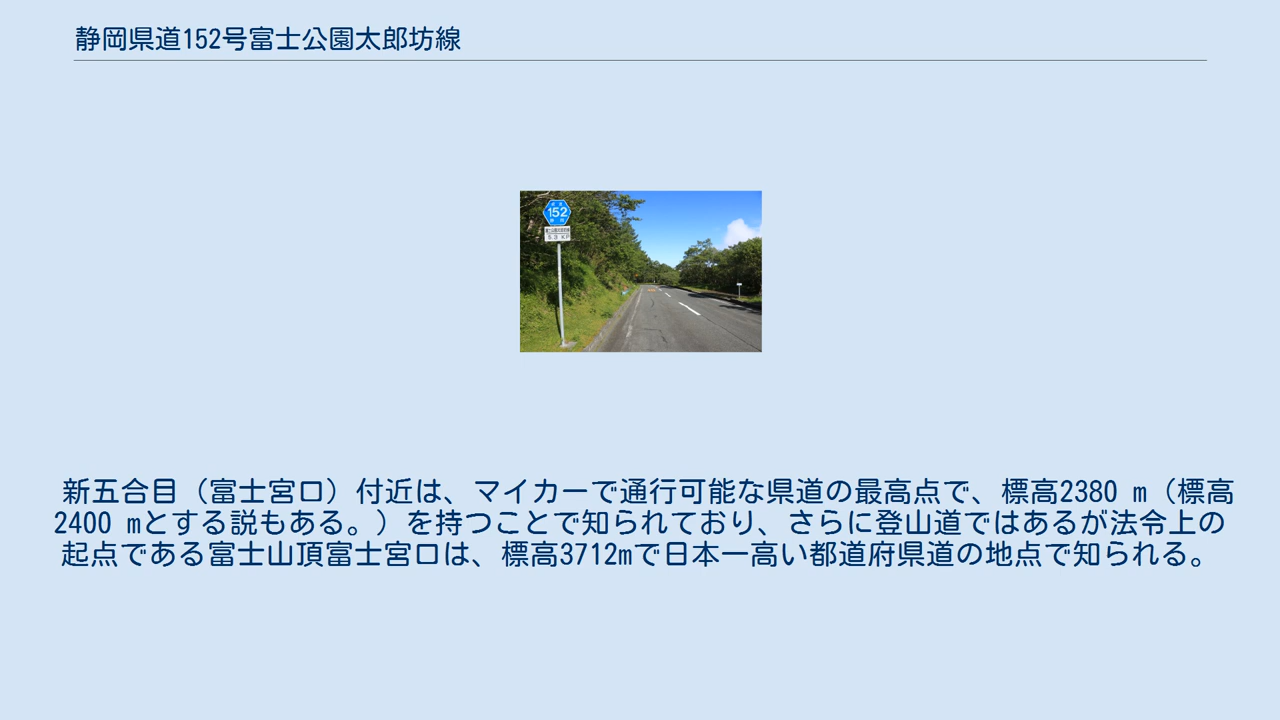 静岡県道152号富士公園太郎坊線
152
新五合目（富士宮口）付近は、マイカーで通行可能な県道の最高点で、標高2380 m（標高
2400 mとする説もある。）を持つことで知られており、さらに登山道ではあるが法令上の
起点である富士山頂富士宮口は、標高3712mで日本一高い都道府県道の地点で知られる。